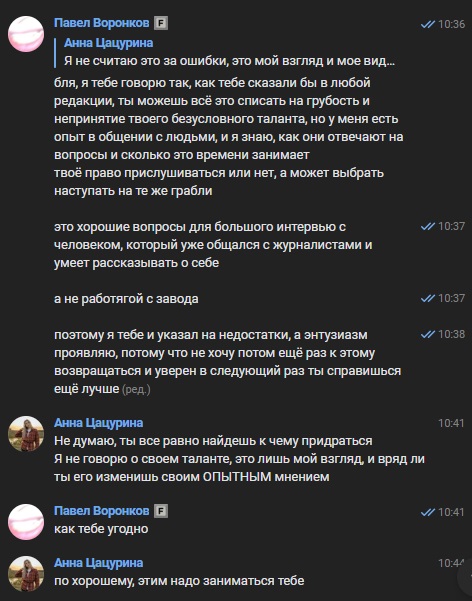 Павел Воронков F 10:36
Анна Цацурина
Я не считаю это за ошибки, это мой взгляд и мое вид...
бля, я тебе говорю так, как тебе сказали бы в любой
редакции, ты можешь всё это списать на грубость и
неприятие твоего безусловного таланта, но у меня есть
опыт в общении с людьми, и я знаю, как они отвечают на
вопросы и сколько это времени занимает
твоё право прислушиваться или нет, а может выбрать
наступать на те же грабли
это хорошие вопросы для большого интервью с 10:37
человеком, который уже общался с журналистами и
умеет рассказывать о себе
а не работягой с завода 10:37
поэтому я тебе и указал на недостатки, а энтузиазм 10:38
проявляю, потому что не хочу потом ещё раз к этому
возвращаться и уверен в следующий раз ты справишься
ещё лучше (ред.)
Анна Цацурина 10:41
Не думаю, ты все равно найдешь к чему придраться
Я не говорю о своем таланте, это лишь мой взгляд, и вряд ли
ты его изменишь своим ОПЫТНЫМ мнением
Павел Воронков F 10:41
как тебе угодно
Анна Цацурина 10:44
по хорошему, этим надо заниматься тебе